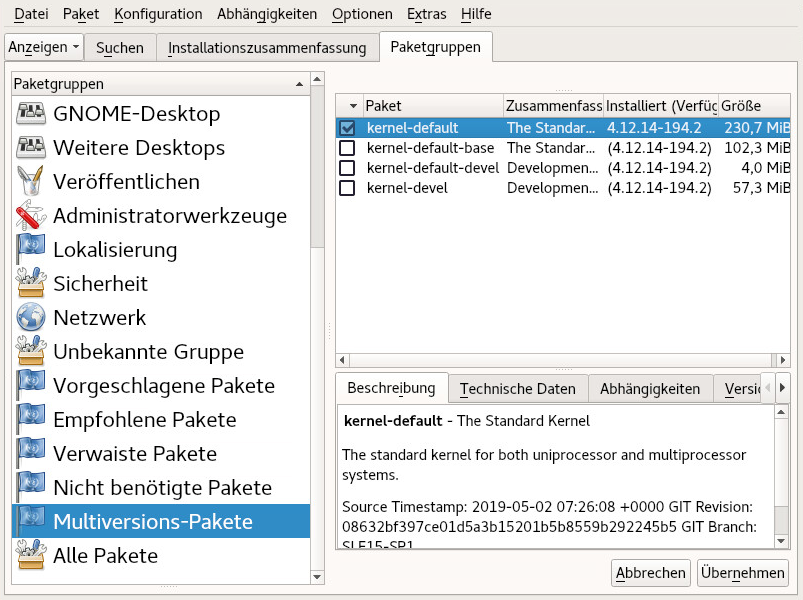 Datei Paket Konfiguration Abhängigkeiten Optionen Extras Hilfe
Anzeigen Suchen Installationszusammenfassung Paketgruppen
Paketgruppen
GNOME-Desktop
Weitere Desktops
Veröffentlichen
Administratorwerkzeuge
Lokalisierung
Sicherheit
Netzwerk
Unbekannte Gruppe
Vorgeschlagene Pakete
Empfohlene Pakete
Verwaiste Pakete
Nicht benötigte Pakete
Multiversions-Pakete
Alle Pakete
Paket Zusammenfass Installiert (Verfüg Größe
kernel-default The Standar... 4.12.14-194.2 230,7 MiB
kernel-default-base The Standar... (4.12.14-194.2) 102,3 MiB
kernel-default-devel Developmen... (4.12.14-194.2) 4,0 MiB
kernel-devel Developmen... (4.12.14-194.2) 57,3 MiB
Beschreibung Technische Daten Abhängigkeiten Versio
kernel-default - The Standard Kernel
The standard kernel for both uniprocessor and multiprocessor
systems.
Source Timestamp: 2019-05-02 07:26:08 +0000 GIT Revision:
08632bf397ce01d5a3b15201b5b8559b292245b5 GIT Branch:
SLE15-SP1
Abbrechen Übernehmen